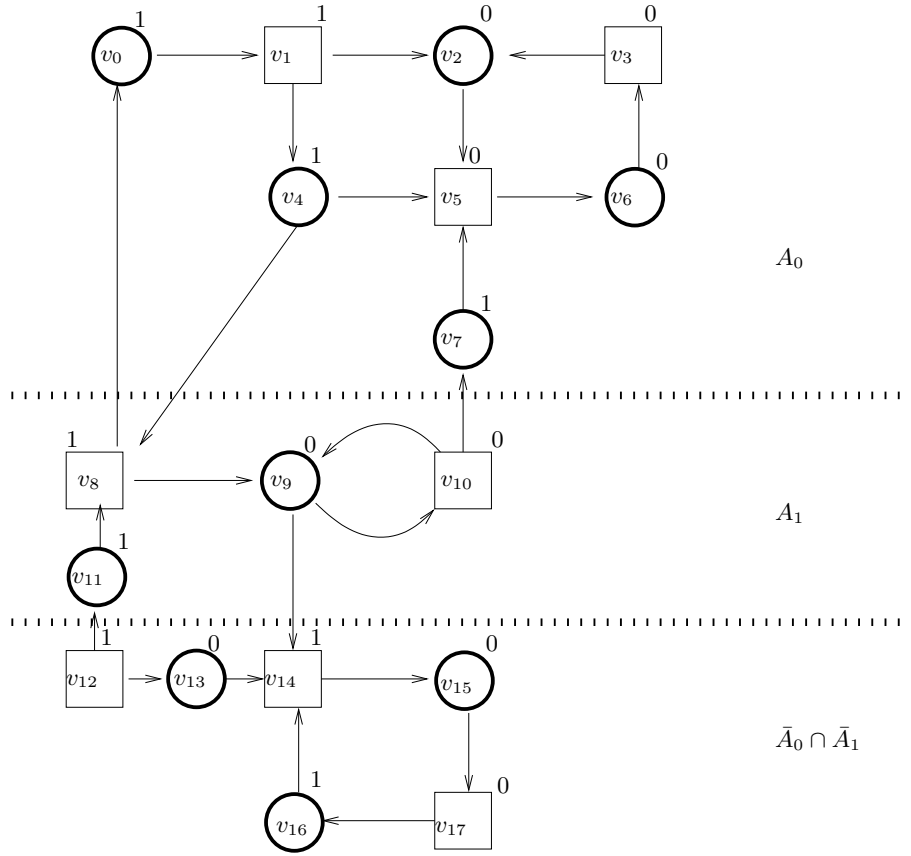 1 1 0 0
v₀ v₁ v₂ v₃
1 0 0
v₄ v₅ v₆
A₀
1
v₇
1 0 0
v₈ v₉ v₁₀
A₁
1
v₁₁
1 0 1 0
v₁₂ v₁₃ v₁₄ v₁₅
Ā₀ ∩ Ā₁
1 0
v₁₆ v₁₇